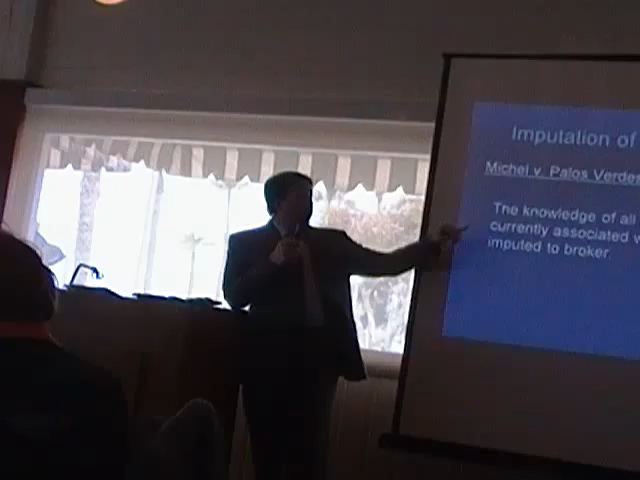 Imputation of
Michel v. Palos Verdes
The knowledge of all
currently associated w
imputed to broker.